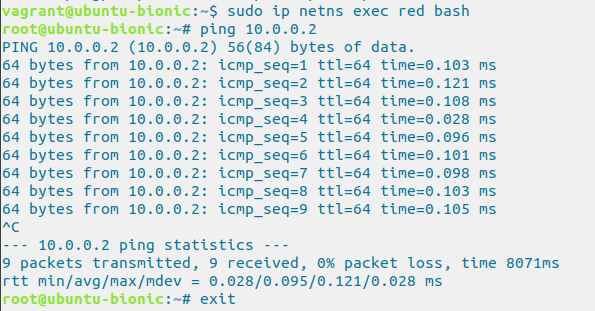 vagrant@ubuntu-bionic:~$ sudo ip netns exec red bash
root@ubuntu-bionic:~# ping 10.0.0.2
PING 10.0.0.2 (10.0.0.2) 56(84) bytes of data.
64 bytes from 10.0.0.2: icmp_seq=1 ttl=64 time=0.103 ms
64 bytes from 10.0.0.2: icmp_seq=2 ttl=64 time=0.121 ms
64 bytes from 10.0.0.2: icmp_seq=3 ttl=64 time=0.108 ms
64 bytes from 10.0.0.2: icmp_seq=4 ttl=64 time=0.028 ms
64 bytes from 10.0.0.2: icmp_seq=5 ttl=64 time=0.096 ms
64 bytes from 10.0.0.2: icmp_seq=6 ttl=64 time=0.101 ms
64 bytes from 10.0.0.2: icmp_seq=7 ttl=64 time=0.098 ms
64 bytes from 10.0.0.2: icmp_seq=8 ttl=64 time=0.103 ms
64 bytes from 10.0.0.2: icmp_seq=9 ttl=64 time=0.105 ms
^C
--- 10.0.0.2 ping statistics ---
9 packets transmitted, 9 received, 0% packet loss, time 8071ms
rtt min/avg/max/mdev = 0.028/0.095/0.121/0.028 ms
root@ubuntu-bionic:~# exit